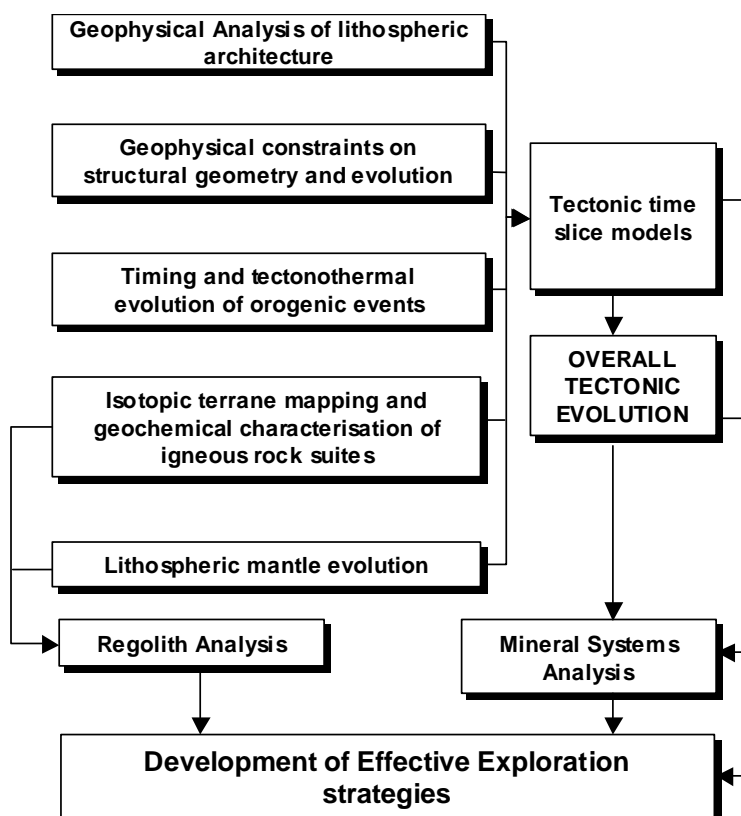 Geophysical Analysis of lithospheric
architecture
Geophysical constraints on
structural geometry and evolution
Tectonic time
slice models
Timing and tectonothermal
evolution of orogenic events
OVERALL
TECTONIC
EVOLUTION
Isotopic terrane mapping and
geochemical characterisation of
igneous rock suites
Lithospheric mantle evolution
Regolith Analysis
Mineral Systems
Analysis
Development of Effective Exploration
strategies